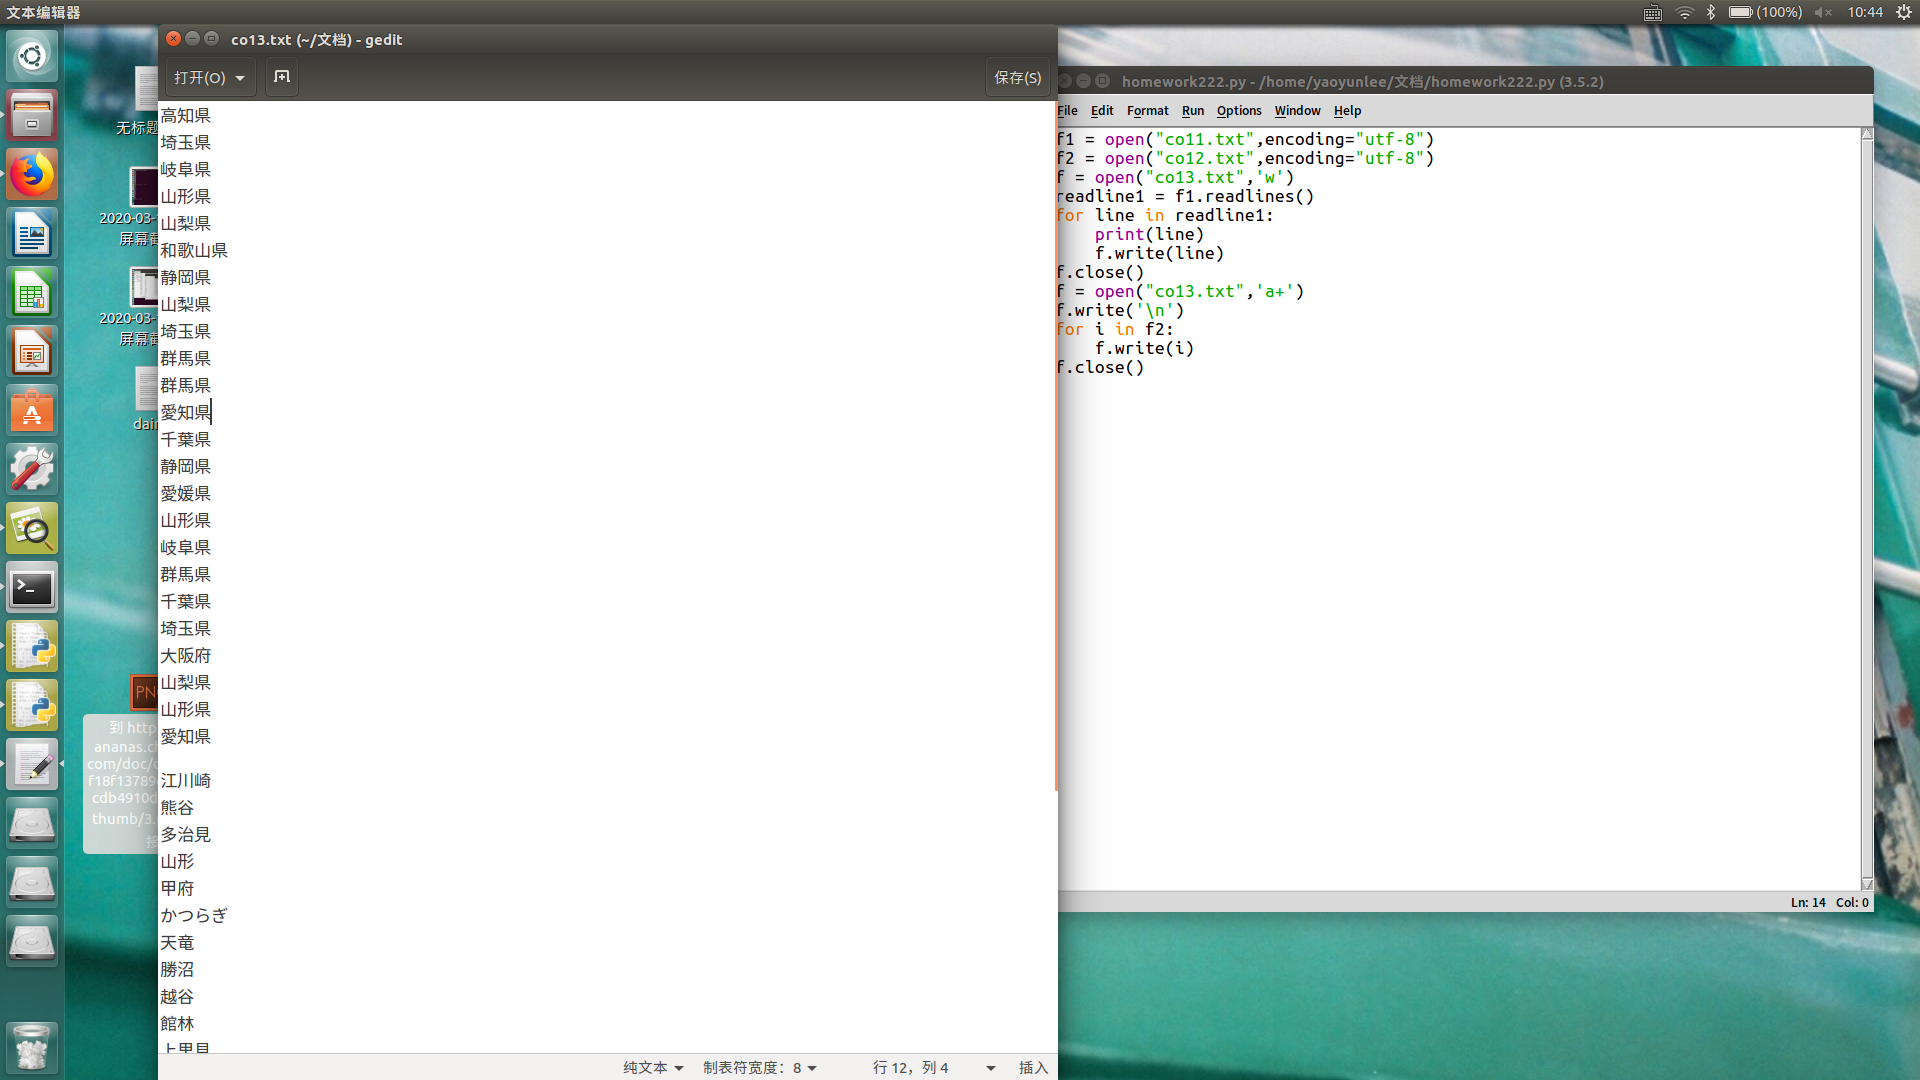 文本编辑器
(100%)
10:44
co13.txt (~/文档) - gedit
打开(O)
保存(S)
高知県
埼玉県
岐阜県
山形県
山梨県
和歌山県
静岡県
山梨県
埼玉県
群馬県
群馬県
愛知県
千葉県
静岡県
愛媛県
山形県
岐阜県
群馬県
千葉県
埼玉県
大阪府
山梨県
山形県
愛知県
江川崎
熊谷
多治見
山形
甲府
かつらぎ
天竜
勝沼
越谷
館林
上里見
纯文本
制表符宽度：8
行 12，列 4
插入
homework222.py - /home/yaoyunlee/文档/homework222.py (3.5.2)
File Edit Format Run Options Window Help
f1 = open("co11.txt",encoding="utf-8")
f2 = open("co12.txt",encoding="utf-8")
f = open("co13.txt",'w')
readline1 = f1.readlines()
for line in readline1:
    print(line)
    f.write(line)
f.close()
f = open("co13.txt",'a+')
f.write('\n')
for i in f2:
    f.write(i)
f.close()
Ln: 14 Col: 0
无标题
2020-03-
屏幕
2020-03-
屏幕
到 http
ananas.c
com/doc/
f18f1378
cdb4910
thumb/3.